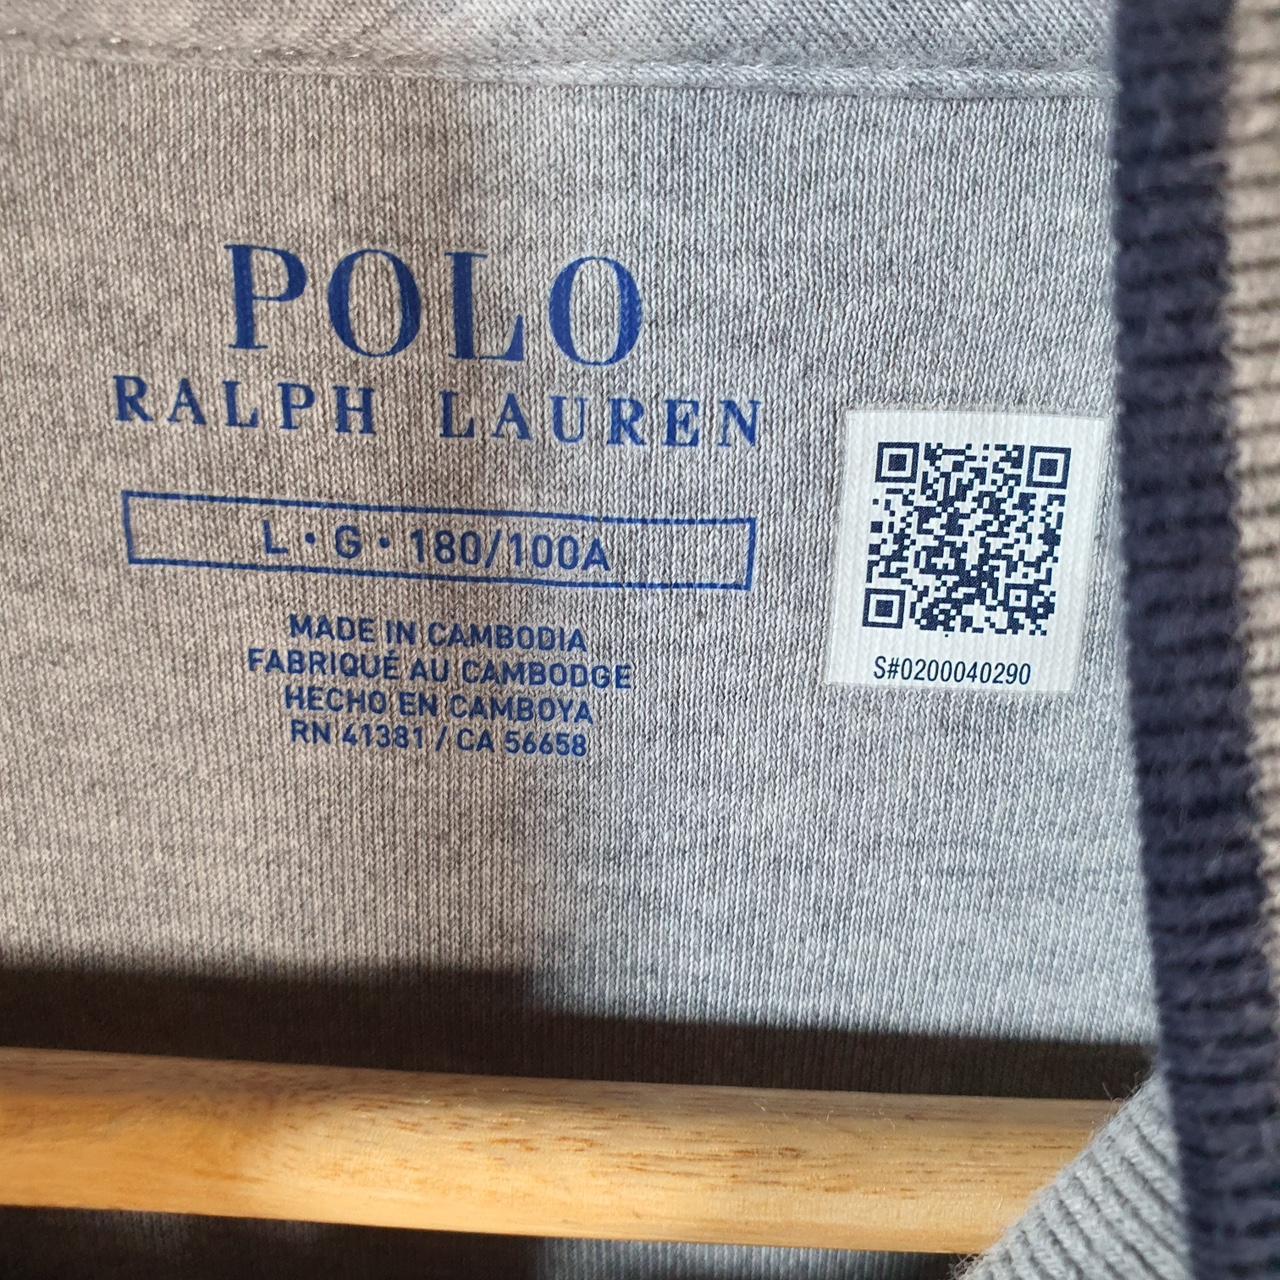 POLO
RALPH LAUREN
L • G • 180/100A
MADE IN CAMBODIA
FABRIQUÉ AU CAMBODGE
HECHO EN CAMBOYA
RN 41381 / CA 56658
S#0200040290